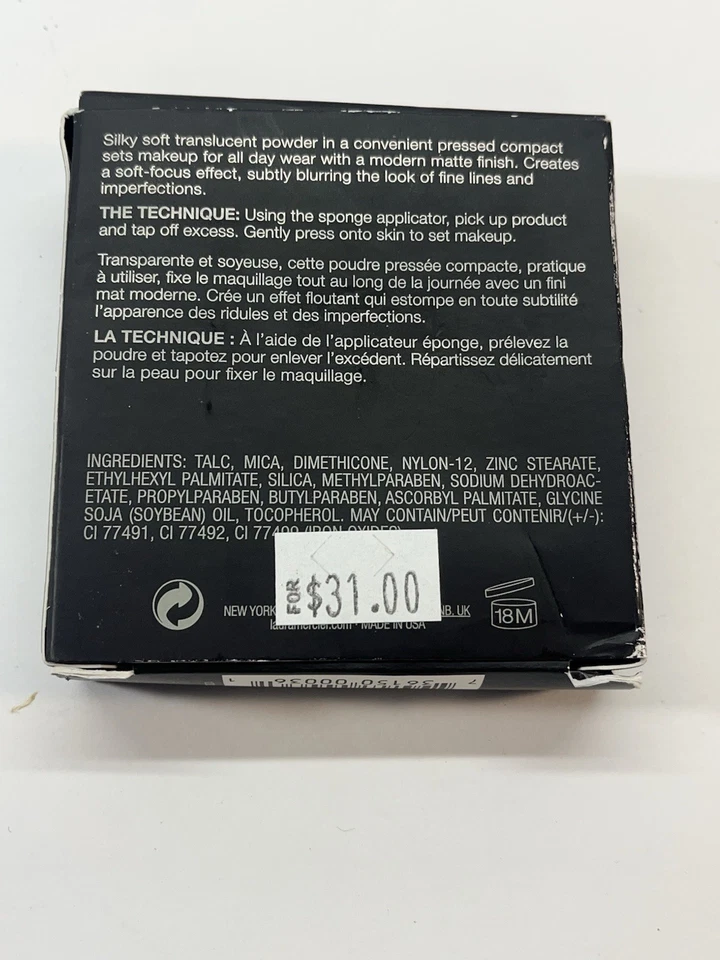 Silky soft translucent powder in a convenient pressed compact
sets makeup for all day wear with a modern matte finish. Creates
a soft-focus effect, subtly blurring the look of fine lines and
imperfections.
THE TECHNIQUE: Using the sponge applicator, pick up product
and tap off excess. Gently press onto skin to set makeup.
Transparente et soyeuse, cette poudre pressée compacte, pratique
à utiliser, fixe le maquillage tout au long de la journée avec un fini
mat moderne. Crée un effet floutant qui estompe en toute subtilité
l'apparence des ridules et des imperfections.
LA TECHNIQUE : À l'aide de l'applicateur éponge, prélevez la
poudre et tapotez pour enlever l'excédent. Répartissez délicatement
sur la peau pour fixer le maquillage.
INGREDIENTS: TALC, MICA, DIMETHICONE, NYLON-12, ZINC STEARATE,
ETHYLHEXYL PALMITATE, SILICA, METHYLPARABEN, SODIUM DEHYDROAC-
ETATE, PROPYLPARABEN, BUTYLPARABEN, ASCORBYL PALMITATE, GLYCINE
SOJA (SOYBEAN) OIL, TOCOPHEROL. MAY CONTAIN/PEUT CONTENIR/(+/-):
CI 77491, CI 77492, CI 77499 (IRON OXIDES)
FOR $31.00
NEW YORK UK
lauramercier.com · MADE IN USA
18M
7 36150 00036 1